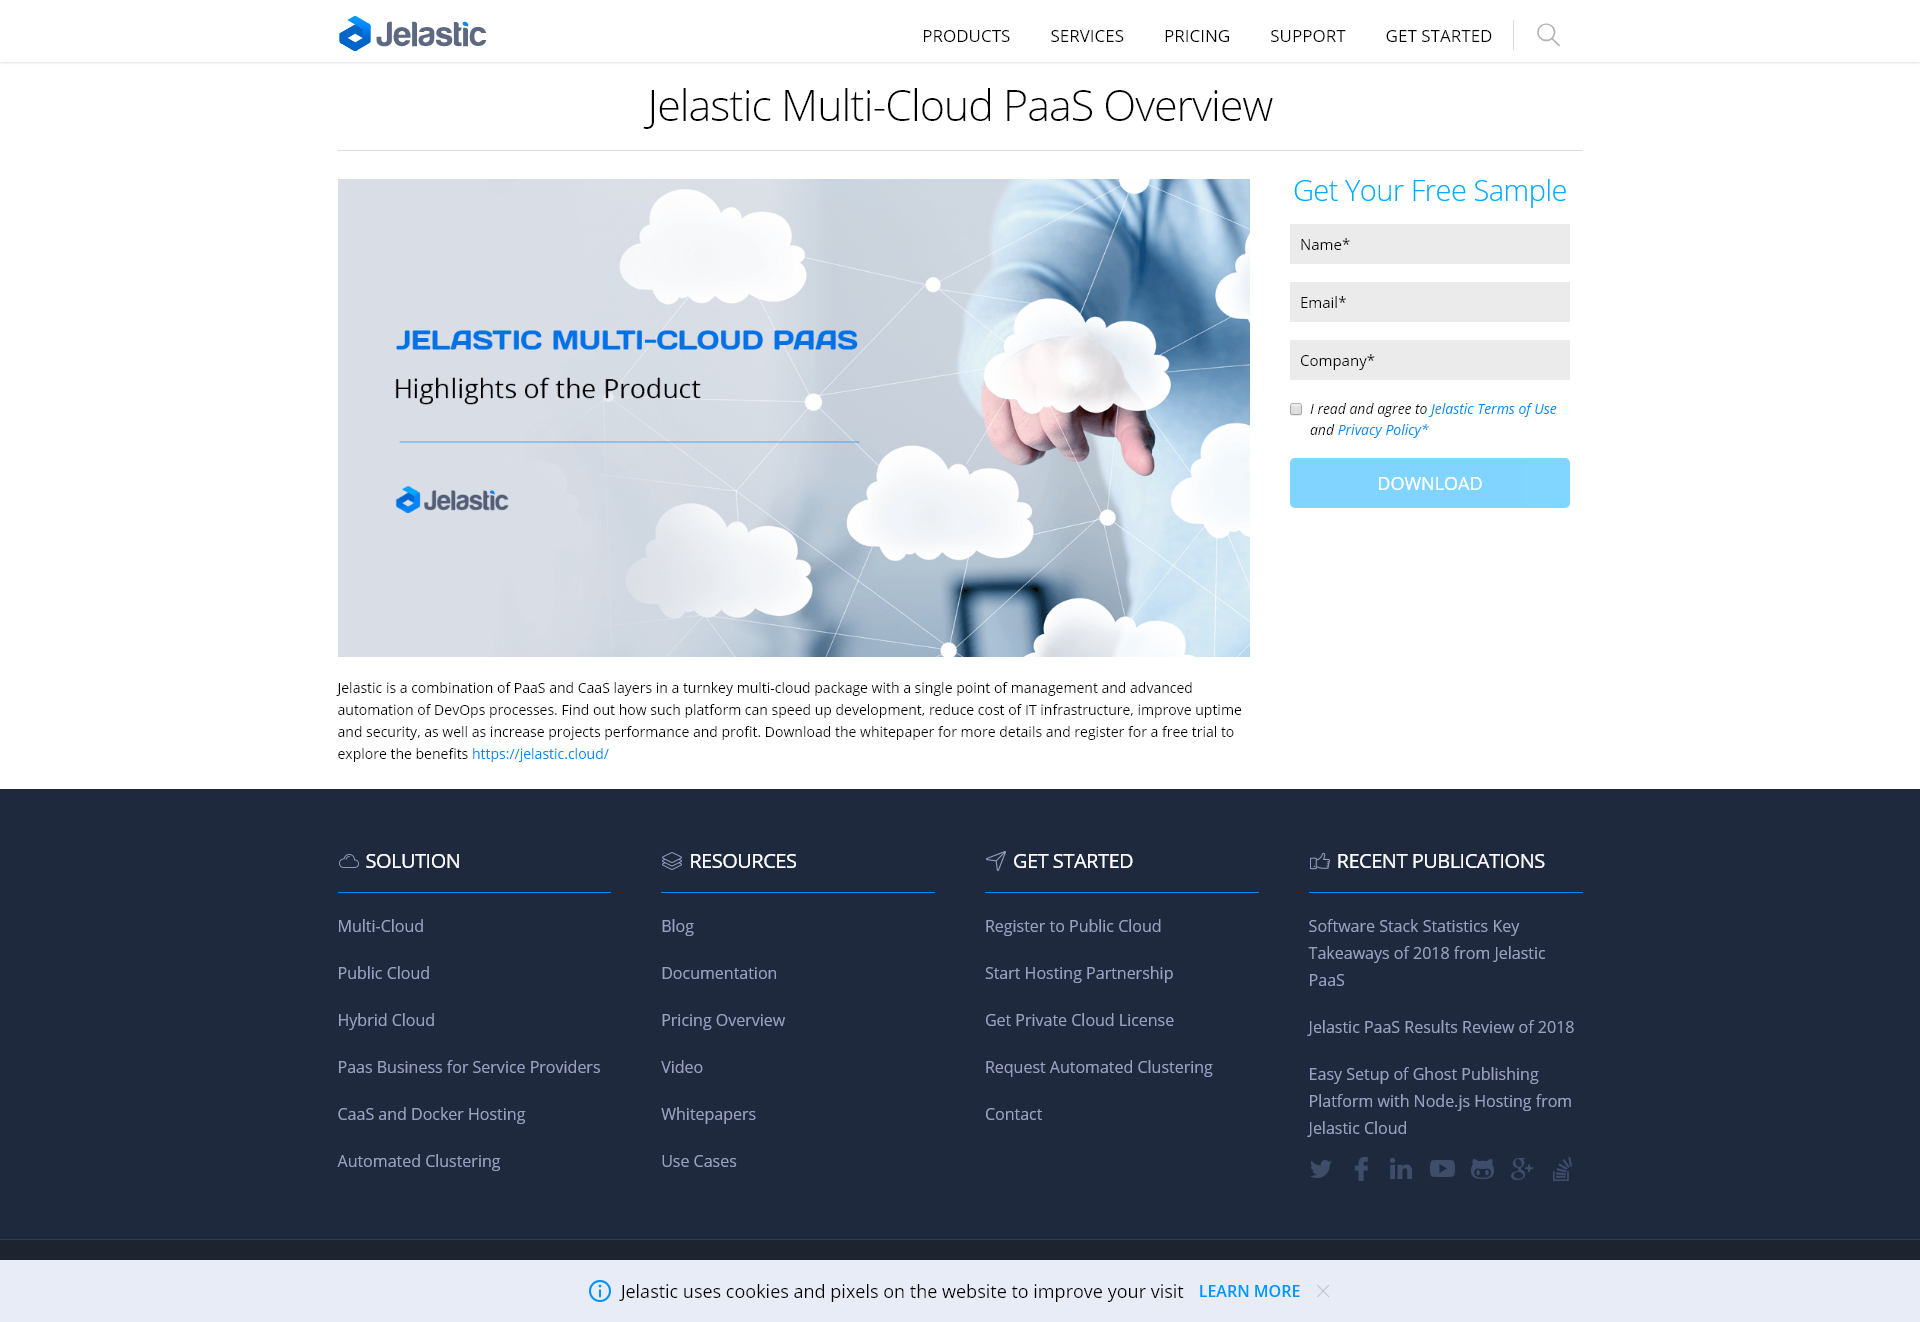 Jelastic
PRODUCTS
SERVICES
PRICING
SUPPORT
GET STARTED
Jelastic Multi-Cloud PaaS Overview
JELASTIC MULTI-CLOUD PAAS
Highlights of the Product
Jelastic
Get Your Free Sample
Name*
Email*
Company*
I read and agree to Jelastic Terms of Use
and Privacy Policy*
DOWNLOAD
Jelastic is a combination of PaaS and CaaS layers in a turnkey multi-cloud package with a single point of management and advanced
automation of DevOps processes. Find out how such platform can speed up development, reduce cost of IT infrastructure, improve uptime
and security, as well as increase projects performance and profit. Download the whitepaper for more details and register for a free trial to
explore the benefits https://jelastic.cloud/
SOLUTION
Multi-Cloud
Public Cloud
Hybrid Cloud
Paas Business for Service Providers
CaaS and Docker Hosting
Automated Clustering
RESOURCES
Blog
Documentation
Pricing Overview
Video
Whitepapers
Use Cases
GET STARTED
Register to Public Cloud
Start Hosting Partnership
Get Private Cloud License
Request Automated Clustering
Contact
RECENT PUBLICATIONS
Software Stack Statistics Key
Takeaways of 2018 from Jelastic
PaaS
Jelastic PaaS Results Review of 2018
Easy Setup of Ghost Publishing
Platform with Node.js Hosting from
Jelastic Cloud
Jelastic uses cookies and pixels on the website to improve your visit LEARN MORE